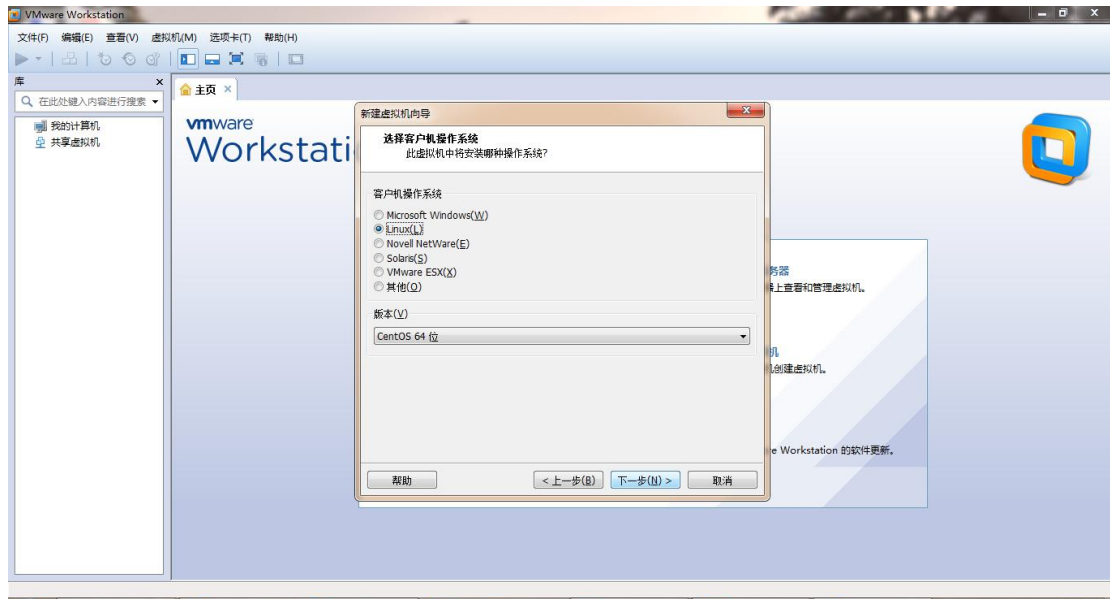 VMware Workstation
文件(F) 编辑(E) 查看(V) 虚拟机(M) 选项卡(T) 帮助(H)
库
在此处键入内容进行搜索
我的计算机
共享虚拟机
主页
vmware
Workstati
新建虚拟机向导
选择客户机操作系统
此虚拟机中将安装哪种操作系统?
客户机操作系统
Microsoft Windows(W)
Linux(L)
Novell NetWare(E)
Solaris(S)
VMware ESX(X)
其他(O)
版本(V)
CentOS 64 位
帮助
< 上一步(B)
下一步(N) >
取消
务器
上查看和管理虚拟机。
机
创建虚拟机。
e Workstation 的软件更新。